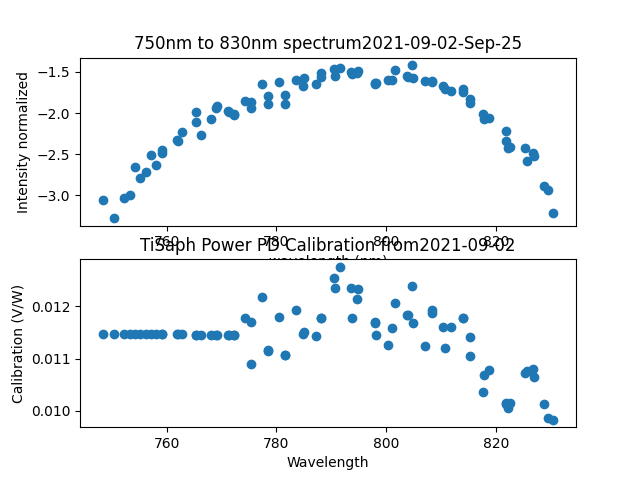 750nm to 830nm spectrum2021-09-02-Sep-25
Intensity normalized
−1.5
−2.0
−2.5
−3.0
760
780
800
820
wavelength (nm)
TiSaph Power PD Calibration from2021-09-02
Calibration (V/W)
0.012
0.011
0.010
760
780
800
820
Wavelength